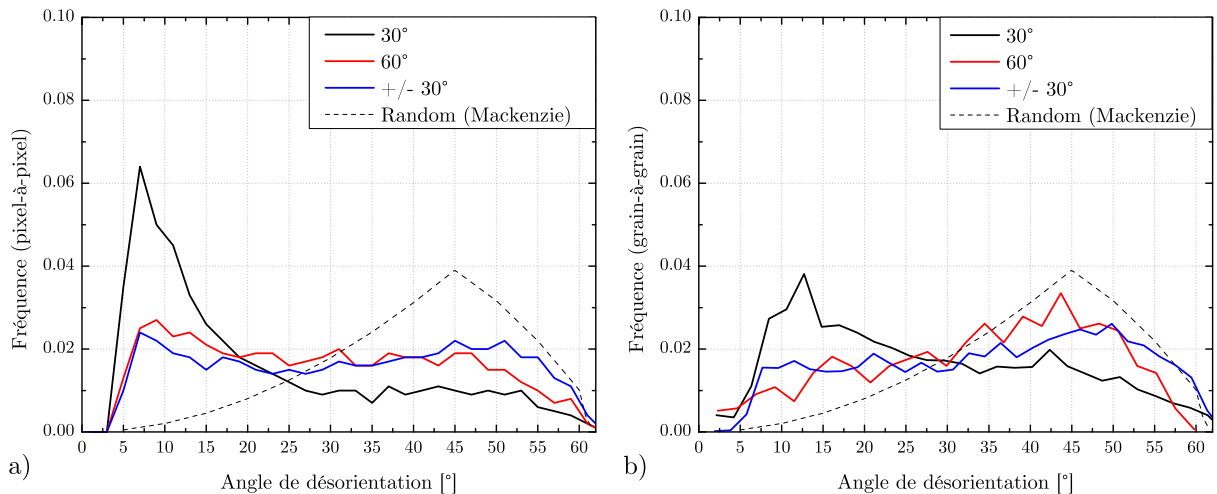 0.10
0.08
0.06
0.04
0.02
0.00
Fréquence (pixel-à-pixel)
30°
60°
+/- 30°
Random (Mackenzie)
0 5 10 15 20 25 30 35 40 45 50 55 60
Angle de désorientation [°]
a)
0.10
0.08
0.06
0.04
0.02
0.00
Fréquence (grain-à-grain)
30°
60°
+/- 30°
Random (Mackenzie)
0 5 10 15 20 25 30 35 40 45 50 55 60
Angle de désorientation [°]
b)